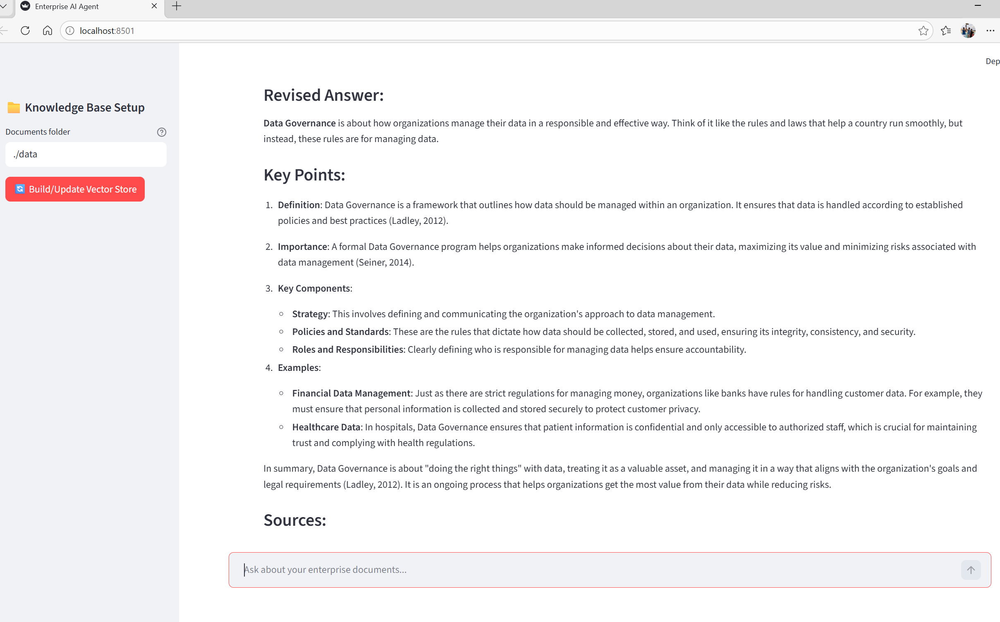 Enterprise AI Agent
localhost:8501
Dep
Knowledge Base Setup
Documents folder
./data
Build/Update Vector Store
Revised Answer:
Data Governance is about how organizations manage their data in a responsible and effective way. Think of it like the rules and laws that help a country run smoothly, but
instead, these rules are for managing data.
Key Points:
1. Definition: Data Governance is a framework that outlines how data should be managed within an organization. It ensures that data is handled according to established
policies and best practices (Ladley, 2012).
2. Importance: A formal Data Governance program helps organizations make informed decisions about their data, maximizing its value and minimizing risks associated with
data management (Seiner, 2014).
3. Key Components:
Strategy: This involves defining and communicating the organization's approach to data management.
Policies and Standards: These are the rules that dictate how data should be collected, stored, and used, ensuring its integrity, consistency, and security.
Roles and Responsibilities: Clearly defining who is responsible for managing data helps ensure accountability.
4. Examples:
Financial Data Management: Just as there are strict regulations for managing money, organizations like banks have rules for handling customer data. For example, they
must ensure that personal information is collected and stored securely to protect customer privacy.
Healthcare Data: In hospitals, Data Governance ensures that patient information is confidential and only accessible to authorized staff, which is crucial for maintaining
trust and complying with health regulations.
In summary, Data Governance is about "doing the right things" with data, treating it as a valuable asset, and managing it in a way that aligns with the organization's goals and
legal requirements (Ladley, 2012). It is an ongoing process that helps organizations get the most value from their data while reducing risks.
Sources:
Ask about your enterprise documents...